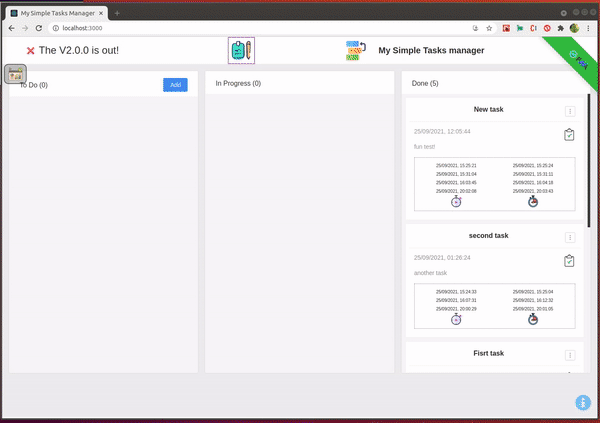 My Simple Tasks Manager
localhost:3000
The V2.0.0 is out!
My Simple Tasks manager
To Do (0)
Add
In Progress (0)
Done (5)
New task
25/09/2021, 12:05:44
fun test!
25/09/2021, 15:25:21 25/09/2021, 15:25:24
25/09/2021, 15:31:04 25/09/2021, 15:31:11
25/09/2021, 16:03:45 25/09/2021, 16:04:18
25/09/2021, 20:02:08 25/09/2021, 20:03:43
second task
25/09/2021, 01:26:24
another task
25/09/2021, 15:24:33 25/09/2021, 15:25:04
25/09/2021, 16:07:31 25/09/2021, 16:12:32
25/09/2021, 20:00:29 25/09/2021, 20:01:05
Fisrt task